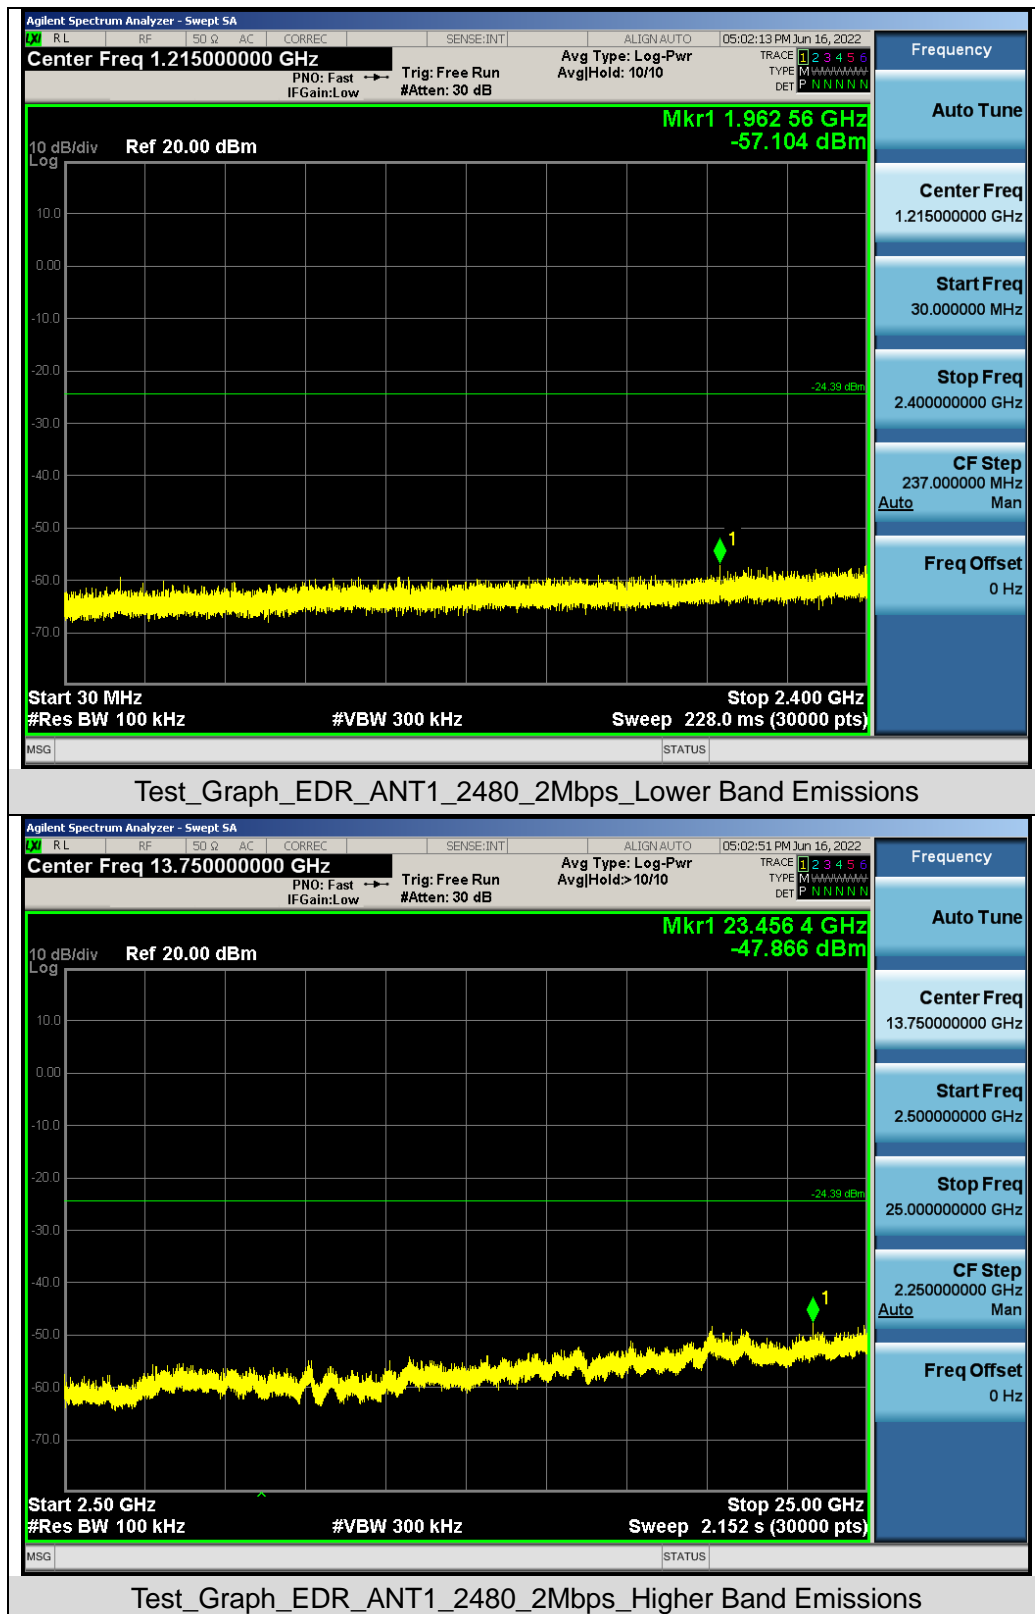 Agilent Spectrum Analyzer - Swept SA
LXI RL RF 50 Ω AC CORREC SENSE:INT ALIGN AUTO 05:02:13 PM Jun 16, 2022
Center Freq 1.215000000 GHz
PNO: Fast
IFGain:Low
Trig: Free Run
#Atten: 30 dB
Avg Type: Log-Pwr
Avg|Hold: 10/10
TRACE 1 2 3 4 5 6
TYPE M WWWWW
DET P N N N N N
Mkr1 1.962 56 GHz
-57.104 dBm
10 dB/div
Log
Ref 20.00 dBm
10.0
0.00
-10.0
-20.0
-24.39 dBm
-30.0
-40.0
-50.0
1
-60.0
-70.0
Start 30 MHz
Stop 2.400 GHz
#Res BW 100 kHz
#VBW 300 kHz
Sweep 228.0 ms (30000 pts)
MSG
STATUS
Frequency
Auto Tune
Center Freq
1.215000000 GHz
Start Freq
30.000000 MHz
Stop Freq
2.400000000 GHz
CF Step
237.000000 MHz
Auto Man
Freq Offset
0 Hz
Test_Graph_EDR_ANT1_2480_2Mbps_Lower Band Emissions
Agilent Spectrum Analyzer - Swept SA
LXI RL RF 50 Ω AC CORREC SENSE:INT ALIGN AUTO 05:02:51 PM Jun 16, 2022
Center Freq 13.750000000 GHz
PNO: Fast
IFGain:Low
Trig: Free Run
#Atten: 30 dB
Avg Type: Log-Pwr
Avg|Hold:>10/10
TRACE 1 2 3 4 5 6
TYPE M WWWWW
DET P N N N N N
Mkr1 23.456 4 GHz
-47.866 dBm
10 dB/div
Log
Ref 20.00 dBm
10.0
0.00
-10.0
-20.0
-24.39 dBm
-30.0
-40.0
1
-50.0
-60.0
-70.0
Start 2.50 GHz
Stop 25.00 GHz
#Res BW 100 kHz
#VBW 300 kHz
Sweep 2.152 s (30000 pts)
MSG
STATUS
Frequency
Auto Tune
Center Freq
13.750000000 GHz
Start Freq
2.500000000 GHz
Stop Freq
25.000000000 GHz
CF Step
2.250000000 GHz
Auto Man
Freq Offset
0 Hz
Test_Graph_EDR_ANT1_2480_2Mbps_Higher Band Emissions